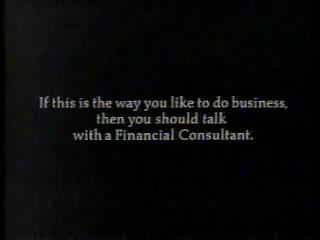 If this is the way you like to do business,
then you should talk
with a Financial Consultant.